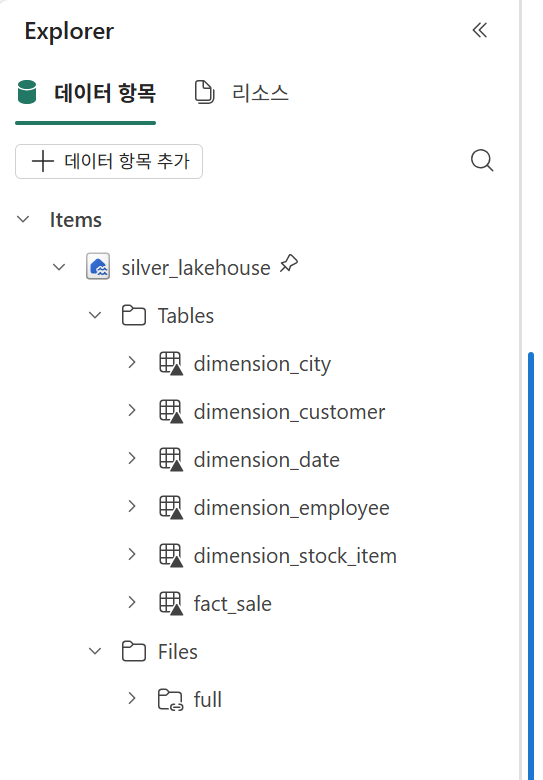 Explorer
데이터 항목 리소스
데이터 항목 추가
Items
silver_lakehouse
Tables
dimension_city
dimension_customer
dimension_date
dimension_employee
dimension_stock_item
fact_sale
Files
full